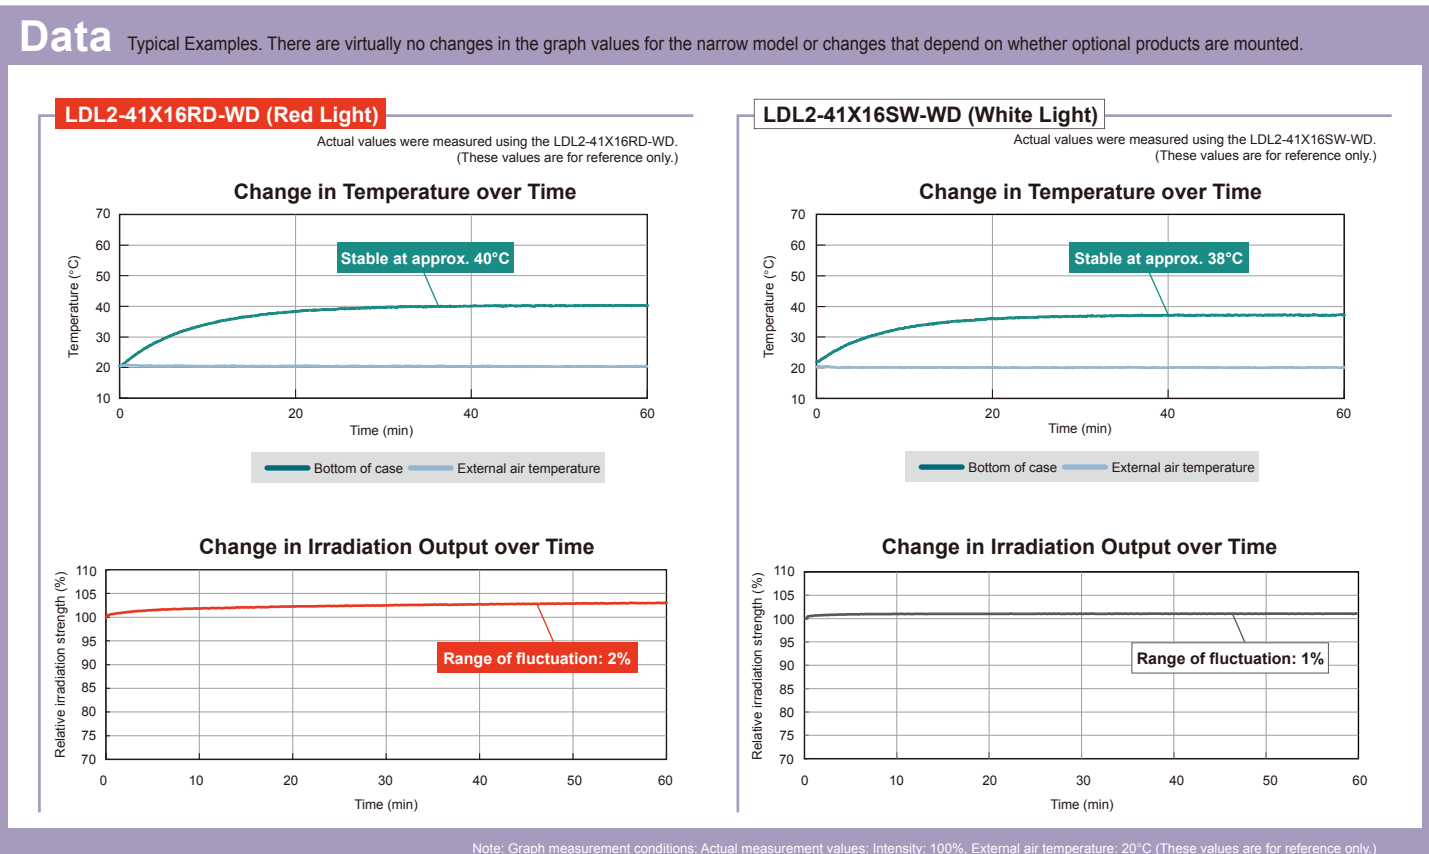 Data Typical Examples. There are virtually no changes in the graph values for the narrow model or changes that depend on whether optional products are mounted.
LDL2-41X16RD-WD (Red Light)
Actual values were measured using the LDL2-41X16RD-WD.
(These values are for reference only.)
Change in Temperature over Time
Temperature (°C)
70
60
50
40
30
20
10
Stable at approx. 40°C
0 20 40 60
Time (min)
Bottom of case External air temperature
Change in Irradiation Output over Time
Relative irradiation strength (%)
110
105
100
95
90
85
80
75
70
Range of fluctuation: 2%
0 10 20 30 40 50 60
Time (min)
LDL2-41X16SW-WD (White Light)
Actual values were measured using the LDL2-41X16SW-WD.
(These values are for reference only.)
Change in Temperature over Time
Temperature (°C)
70
60
50
40
30
20
10
Stable at approx. 38°C
0 20 40 60
Time (min)
Bottom of case External air temperature
Change in Irradiation Output over Time
Relative irradiation strength (%)
110
105
100
95
90
85
80
75
70
Range of fluctuation: 1%
0 10 20 30 40 50 60
Time (min)
Note: Graph measurement conditions: Actual measurement values: Intensity: 100%, External air temperature: 20°C (These values are for reference only.)